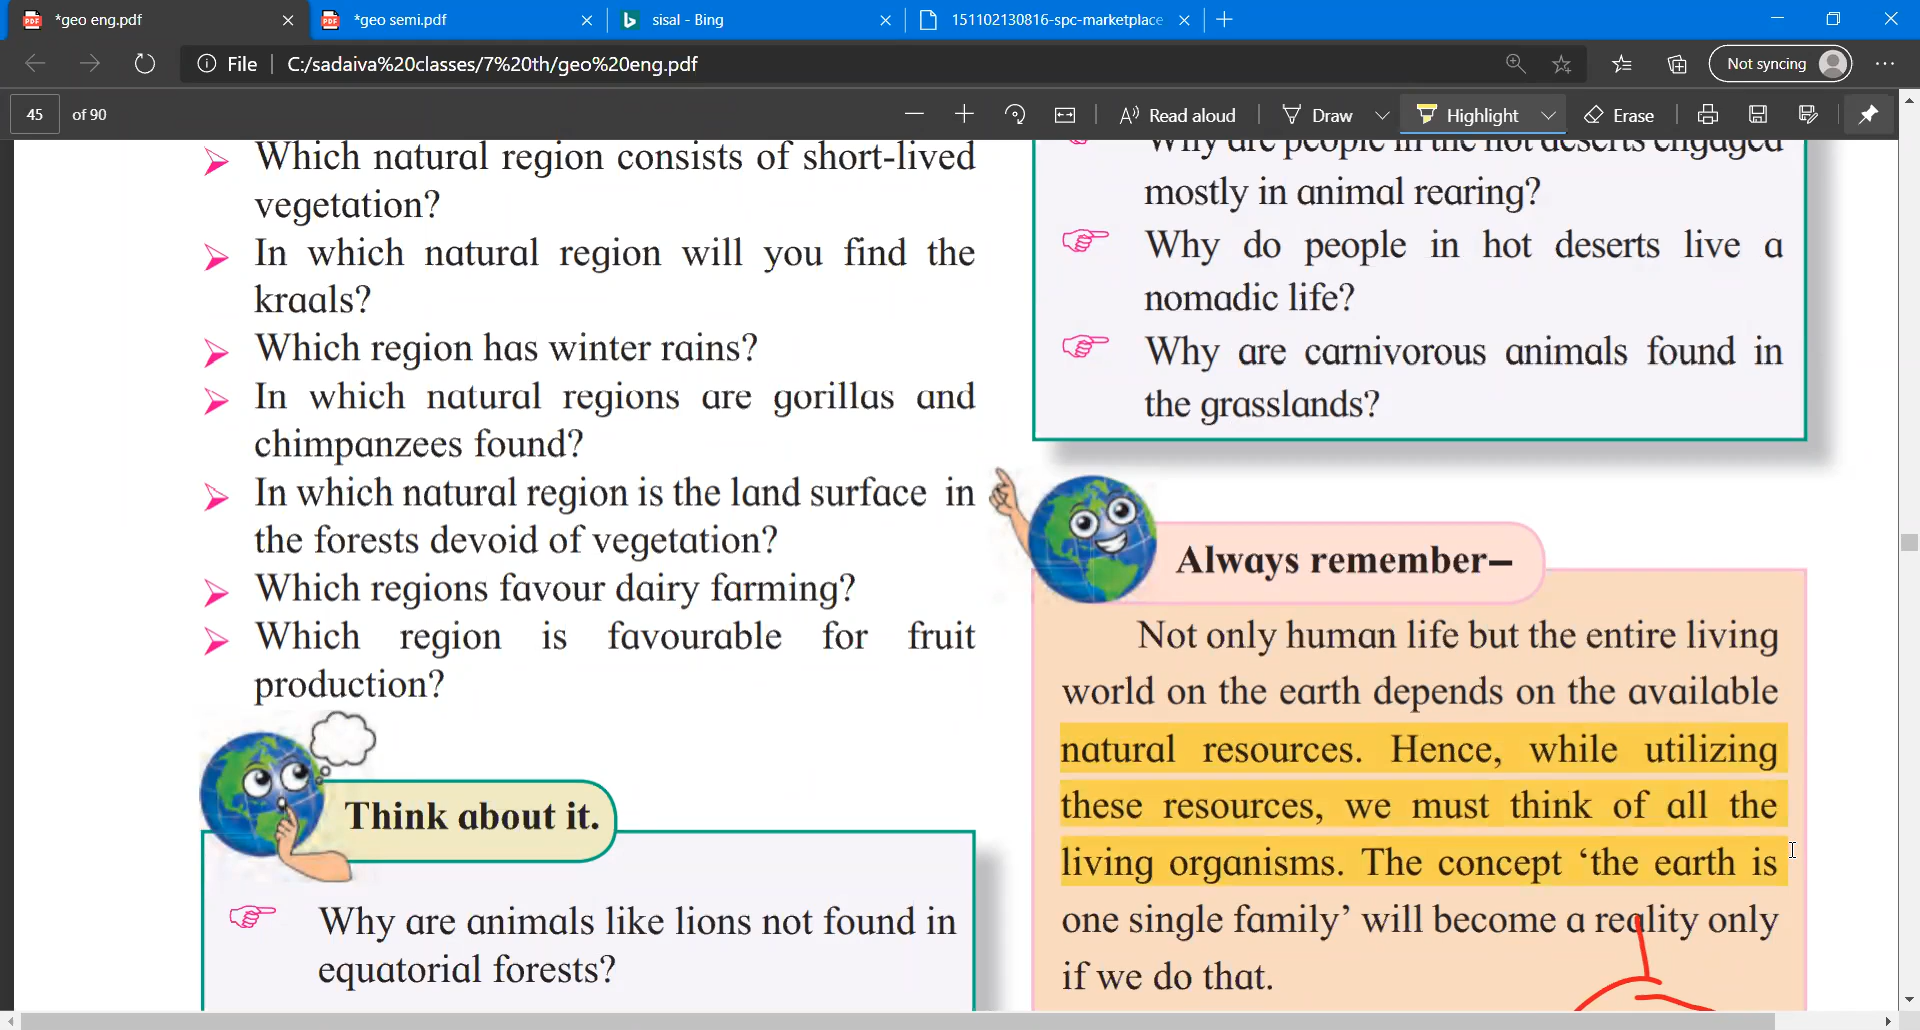 *geo eng.pdf
*geo semi.pdf
sisal - Bing
151102130816-spc-marketplace
File
C:/sadaiva%20classes/7%20th/geo%20eng.pdf
Not syncing
45
of 90
Read aloud
Draw
Highlight
Erase
Which natural region consists of short-lived
vegetation?
In which natural region will you find the
kraals?
Which region has winter rains?
In which natural regions are gorillas and
chimpanzees found?
In which natural region is the land surface in
the forests devoid of vegetation?
Which regions favour dairy farming?
Which region is favourable for fruit
production?
Think about it.
Why are animals like lions not found in
equatorial forests?
Why are people in the hot deserts engaged
mostly in animal rearing?
Why do people in hot deserts live a
nomadic life?
Why are carnivorous animals found in
the grasslands?
Always remember–
Not only human life but the entire living
world on the earth depends on the available
natural resources. Hence, while utilizing
these resources, we must think of all the
living organisms. The concept ‘the earth is
one single family’ will become a reality only
if we do that.